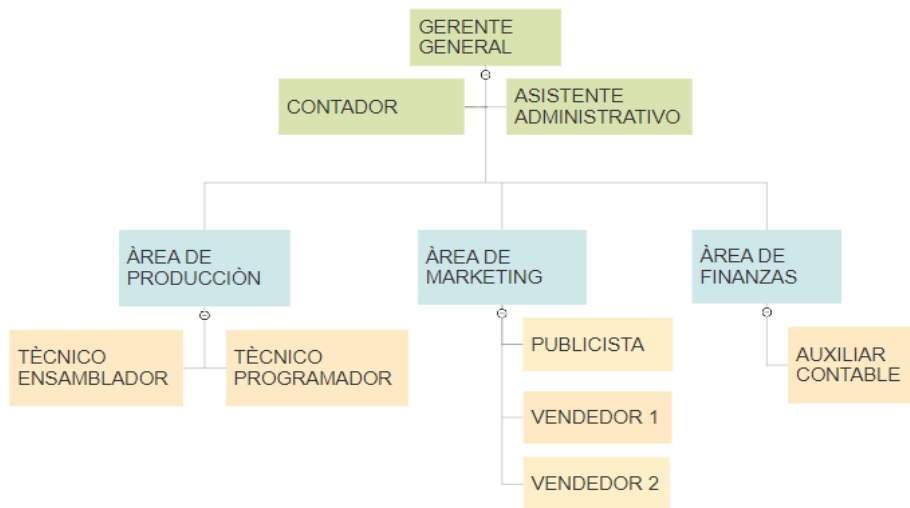 GERENTE
GENERAL
CONTADOR
ASISTENTE
ADMINISTRATIVO
ÀREA DE
PRODUCCIÒN
ÀREA DE
MARKETING
ÀREA DE
FINANZAS
TÈCNICO
ENSAMBLADOR
TÈCNICO
PROGRAMADOR
PUBLICISTA
VENDEDOR 1
VENDEDOR 2
AUXILIAR
CONTABLE